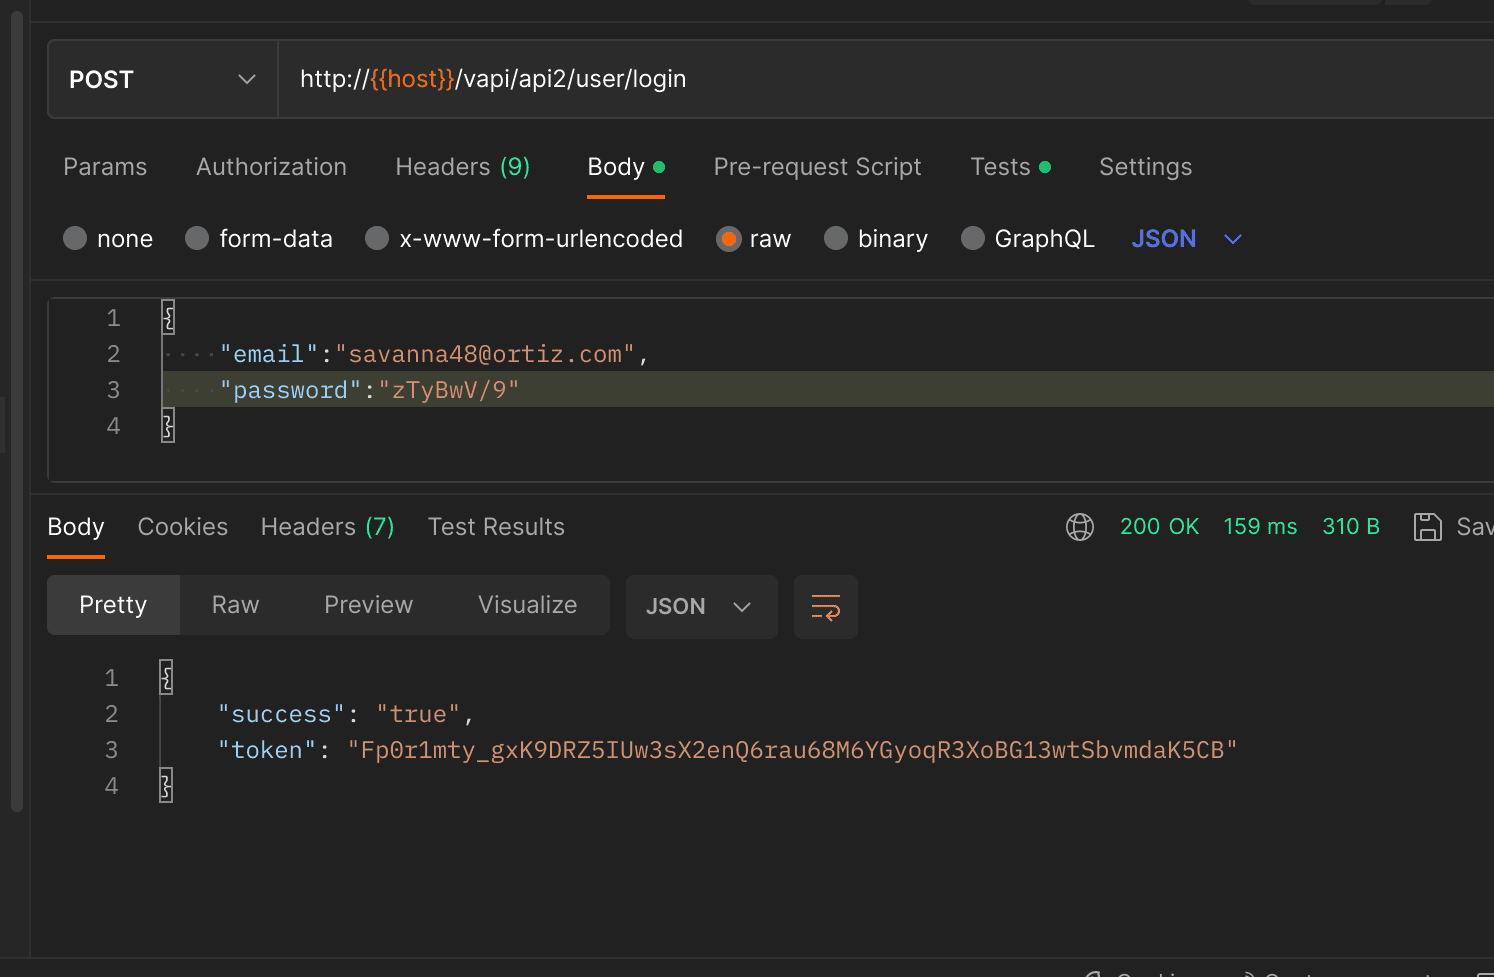 POST http://{{host}}/vapi/api2/user/login
Params Authorization Headers (9) Body Pre-request Script Tests Settings
none form-data x-www-form-urlencoded raw binary GraphQL JSON
1 {
2 ····"email":"savanna48@ortiz.com",
3 ····"password":"zTyBwV/9"
4 }
Body Cookies Headers (7) Test Results 200 OK 159 ms 310 B Sav
Pretty Raw Preview Visualize JSON
1 {
2 "success": "true",
3 "token": "Fp0r1mty_gxK9DRZ5IUw3sX2enQ6rau68M6YGyoqR3XoBG13wtSbvmdaK5CB"
4 }